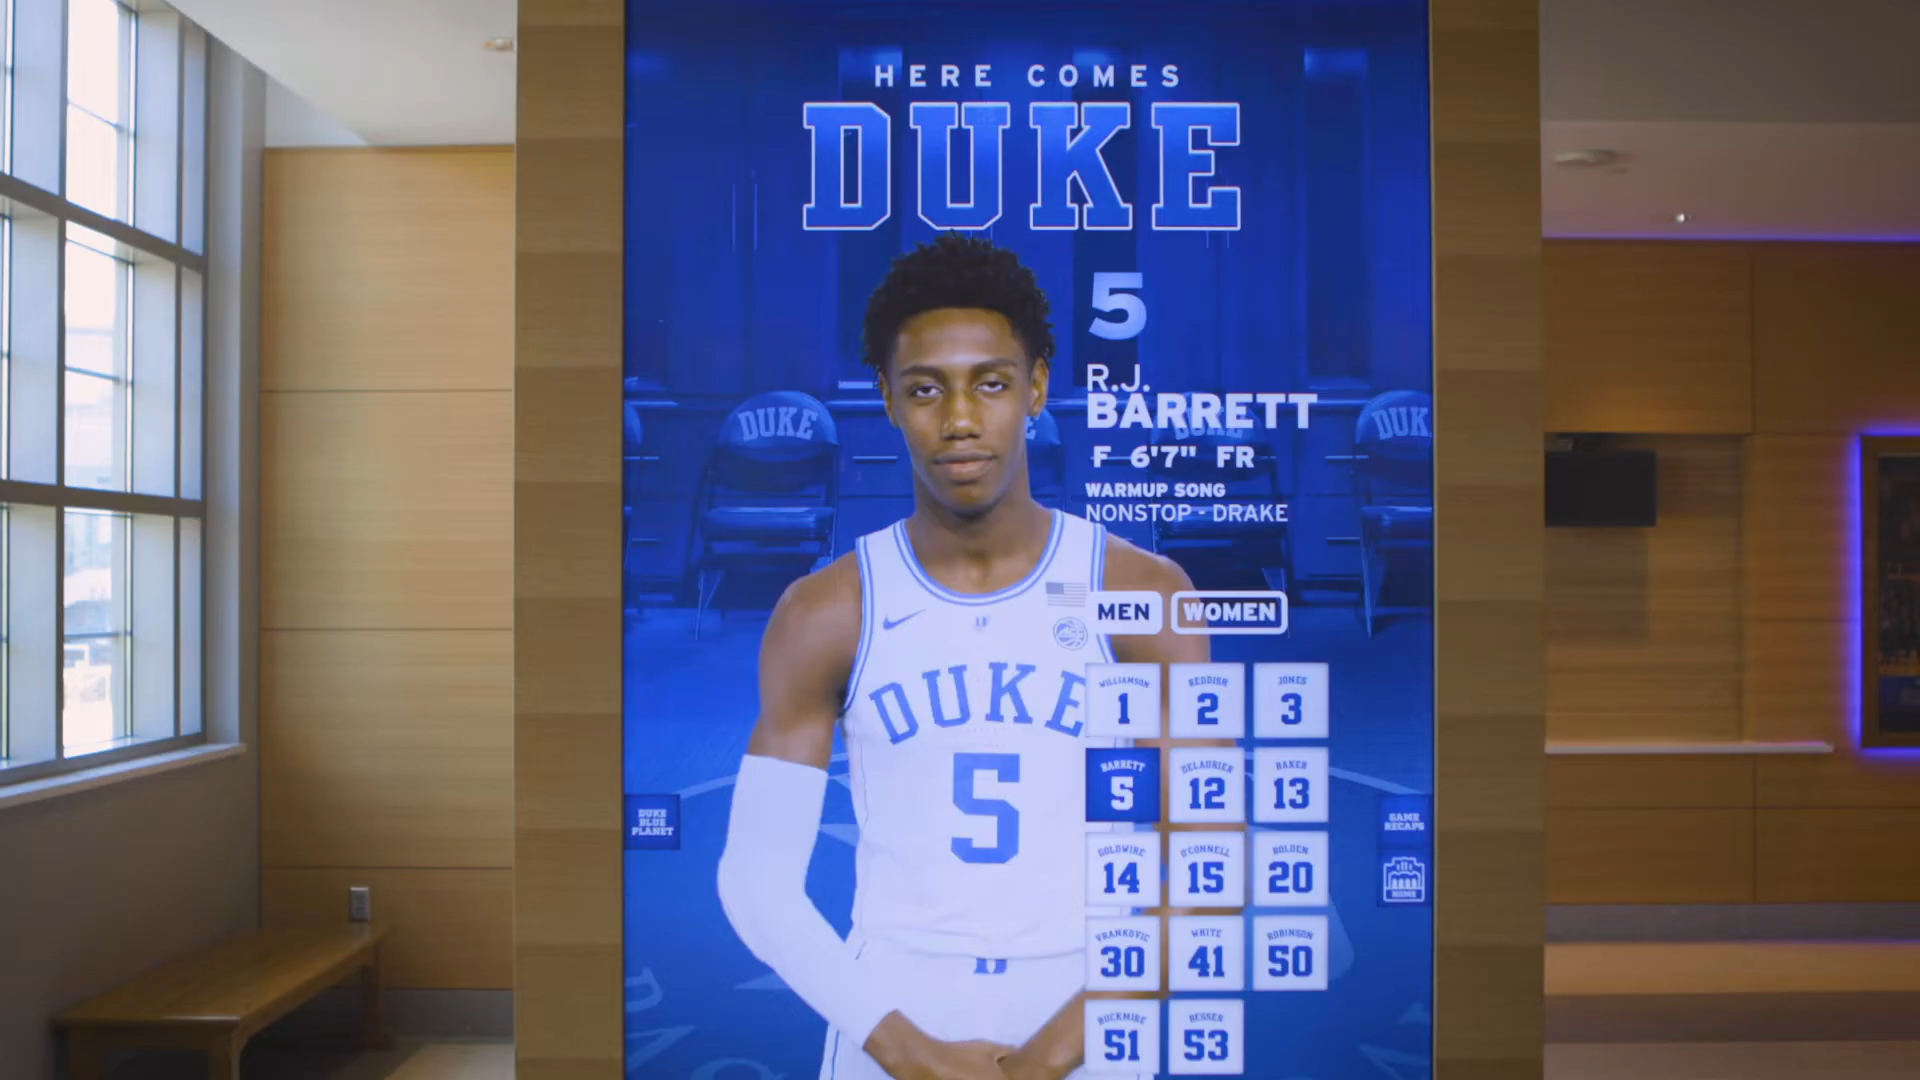 HERE COMES
DUKE
5
R.J.
BARRETT
F 6'7" FR
WARMUP SONG
NONSTOP - DRAKE
DUKE
DUKE
DUK
MEN
WOMEN
DUKE
5
WILLIAMSON
1
REDDISH
2
JONES
3
BARRETT
5
DELAURIER
12
BAKER
13
GOLDWIRE
14
O'CONNELL
15
BOLDEN
20
VRANKOVIC
30
WHITE
41
ROBINSON
50
BUCKMIRE
51
BESSER
53
DUKE
BLUE
PLANET
GAME
RECAPS
HOME
D